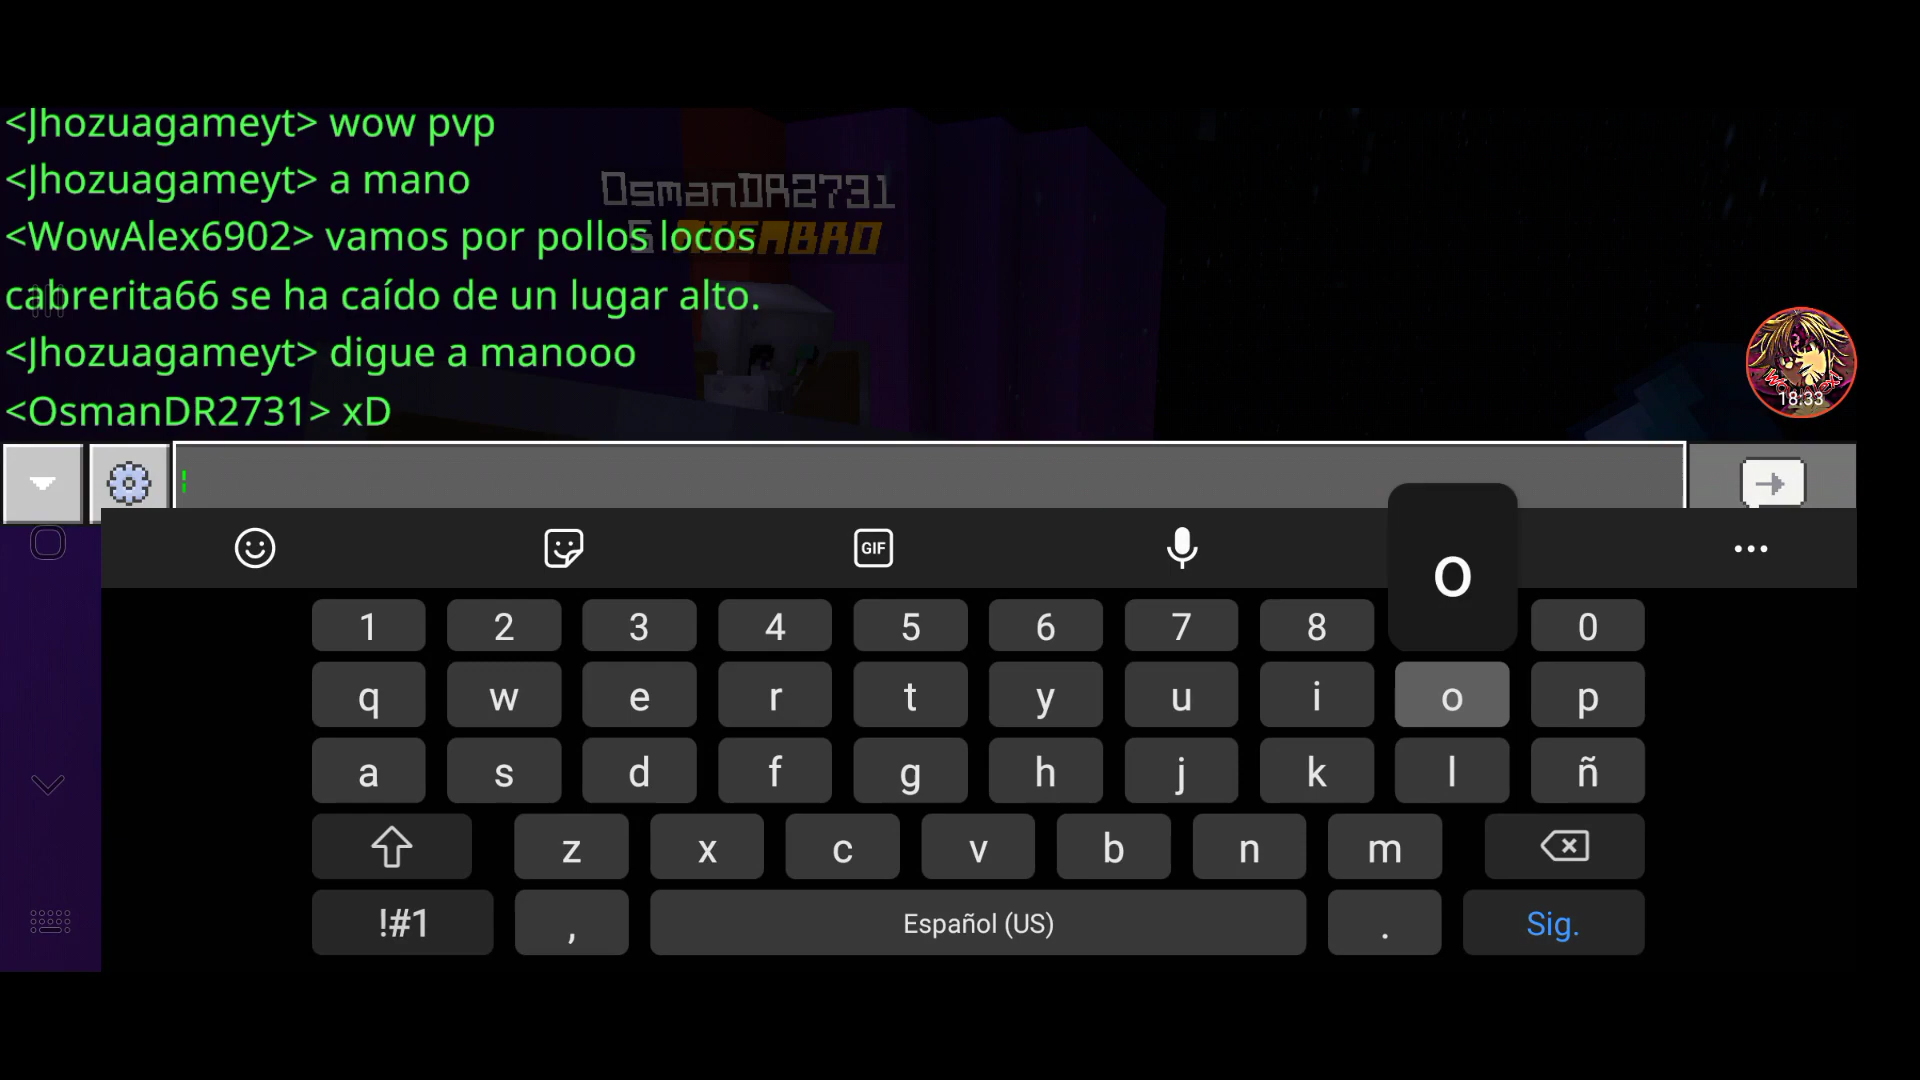 <Jhozuagameyt> wow pvp
<Jhozuagameyt> a mano
OsmanDR2731
<WowAlex6902> vamos por pollos locos
cabrerita66 se ha caído de un lugar alto.
<Jhozuagameyt> digue a manooo
18:33
<OsmanDR2731> xD
GIF
o
1 2 3 4 5 6 7 8 0
q w e r t y u i o p
a s d f g h j k l ñ
z x c v b n m
!#1 , Español (US) . Sig.